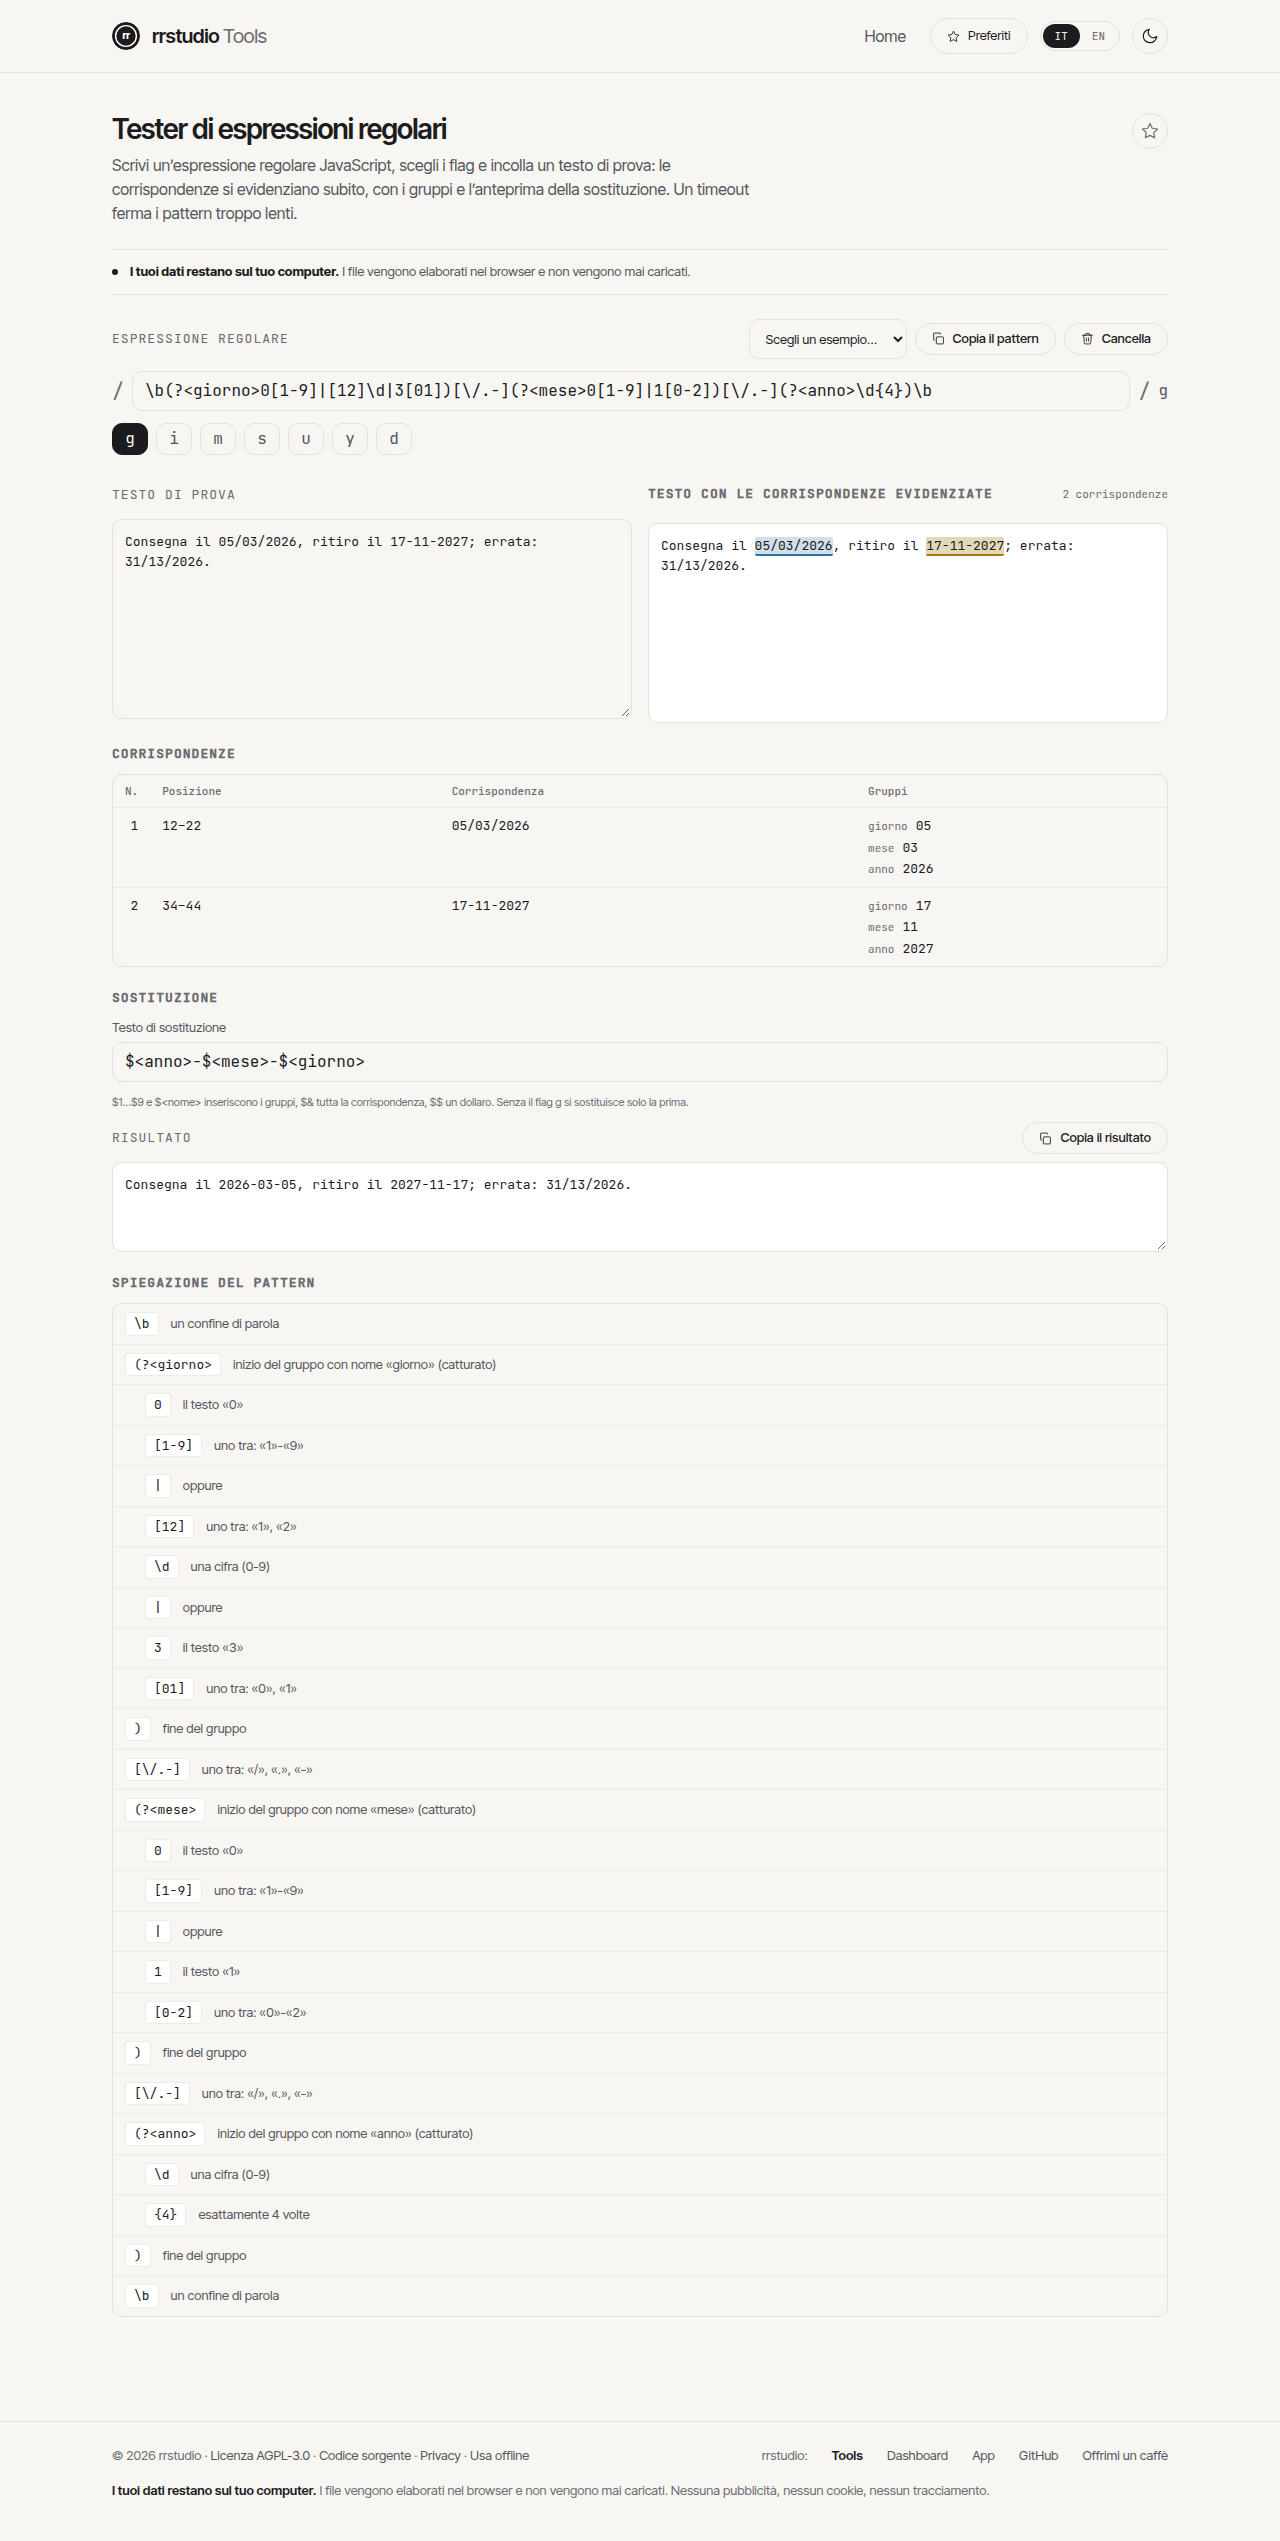 rr rrstudio Tools Home Preferiti IT EN
Tester di espressioni regolari
Scrivi un’espressione regolare JavaScript, scegli i flag e incolla un testo di prova: le
corrispondenze si evidenziano subito, con i gruppi e l’anteprima della sostituzione. Un timeout
ferma i pattern troppo lenti.
I tuoi dati restano sul tuo computer. I file vengono elaborati nel browser e non vengono mai caricati.
ESPRESSIONE REGOLARE Scegli un esempio… Copia il pattern Cancella
/ \b(?<giorno>0[1-9]|[12]\d|3[01])[\/.-](?<mese>0[1-9]|1[0-2])[\/.-](?<anno>\d{4})\b / g
g i m s u y d
TESTO DI PROVA TESTO CON LE CORRISPONDENZE EVIDENZIATE 2 corrispondenze
Consegna il 05/03/2026, ritiro il 17-11-2027; errata:
31/13/2026.
Consegna il 05/03/2026, ritiro il 17-11-2027; errata:
31/13/2026.
CORRISPONDENZE
N. Posizione Corrispondenza Gruppi
1 12–22 05/03/2026 giorno 05
mese 03
anno 2026
2 34–44 17-11-2027 giorno 17
mese 11
anno 2027
SOSTITUZIONE
Testo di sostituzione
$<anno>-$<mese>-$<giorno>
$1…$9 e $<nome> inseriscono i gruppi, $& tutta la corrispondenza, $$ un dollaro. Senza il flag g si sostituisce solo la prima.
RISULTATO Copia il risultato
Consegna il 2026-03-05, ritiro il 2027-11-17; errata: 31/13/2026.
SPIEGAZIONE DEL PATTERN
\b un confine di parola
(?<giorno> inizio del gruppo con nome «giorno» (catturato)
0 il testo «0»
[1-9] uno tra: «1»-«9»
| oppure
[12] uno tra: «1», «2»
\d una cifra (0-9)
| oppure
3 il testo «3»
[01] uno tra: «0», «1»
) fine del gruppo
[\/.-] uno tra: «/», «.», «-»
(?<mese> inizio del gruppo con nome «mese» (catturato)
0 il testo «0»
[1-9] uno tra: «1»-«9»
| oppure
1 il testo «1»
[0-2] uno tra: «0»-«2»
) fine del gruppo
[\/.-] uno tra: «/», «.», «-»
(?<anno> inizio del gruppo con nome «anno» (catturato)
\d una cifra (0-9)
{4} esattamente 4 volte
) fine del gruppo
\b un confine di parola
© 2026 rrstudio · Licenza AGPL-3.0 · Codice sorgente · Privacy · Usa offline rrstudio: Tools Dashboard App GitHub Offrimi un caffè
I tuoi dati restano sul tuo computer. I file vengono elaborati nel browser e non vengono mai caricati. Nessuna pubblicità, nessun cookie, nessun tracciamento.